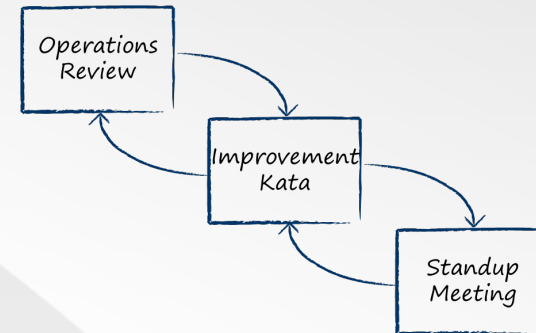 Operations
Review
Improvement
Kata
Standup
Meeting